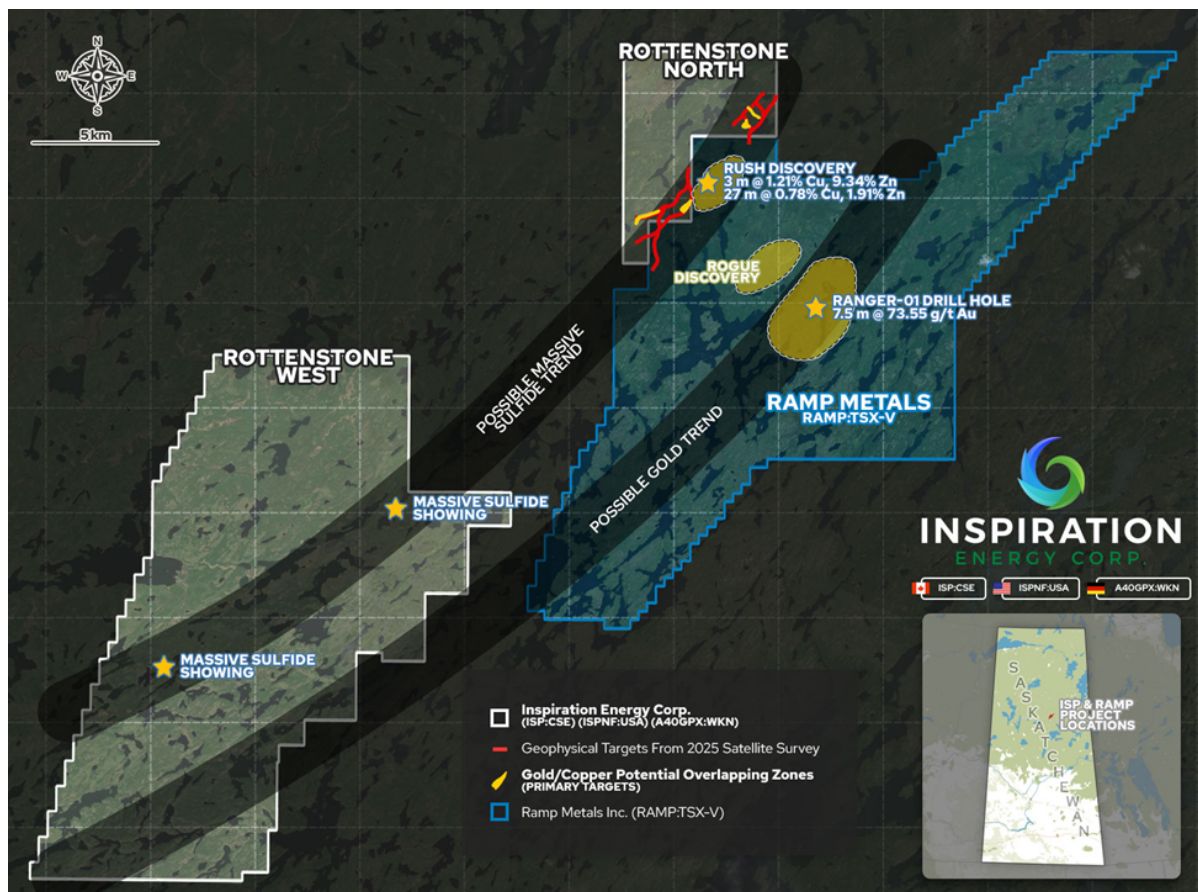 N
W E
S
5 km
ROTTENSTONE
NORTH
RUSH DISCOVERY
3 m @ 1.21% Cu, 9.34% Zn
27 m @ 0.78% Cu, 1.91% Zn
ROGUE
DISCOVERY
RANGER-01 DRILL HOLE
7.5 m @ 73.55 g/t Au
ROTTENSTONE
WEST
POSSIBLE MASSIVE
SULFIDE TREND
RAMP METALS
RAMP:TSX-V
POSSIBLE GOLD TREND
MASSIVE SULFIDE
SHOWING
MASSIVE SULFIDE
SHOWING
INSPIRATION
ENERGY CORP.
ISP:CSE
ISPNF:USA
A40GPX:WKN
Inspiration Energy Corp.
(ISP:CSE) (ISPNF:USA) (A40GPX:WKN)
Geophysical Targets From 2025 Satellite Survey
Gold/Copper Potential Overlapping Zones
(PRIMARY TARGETS)
Ramp Metals Inc. (RAMP:TSX-V)
SASKATCHEWAN
ISP & RAMP
PROJECT
LOCATIONS